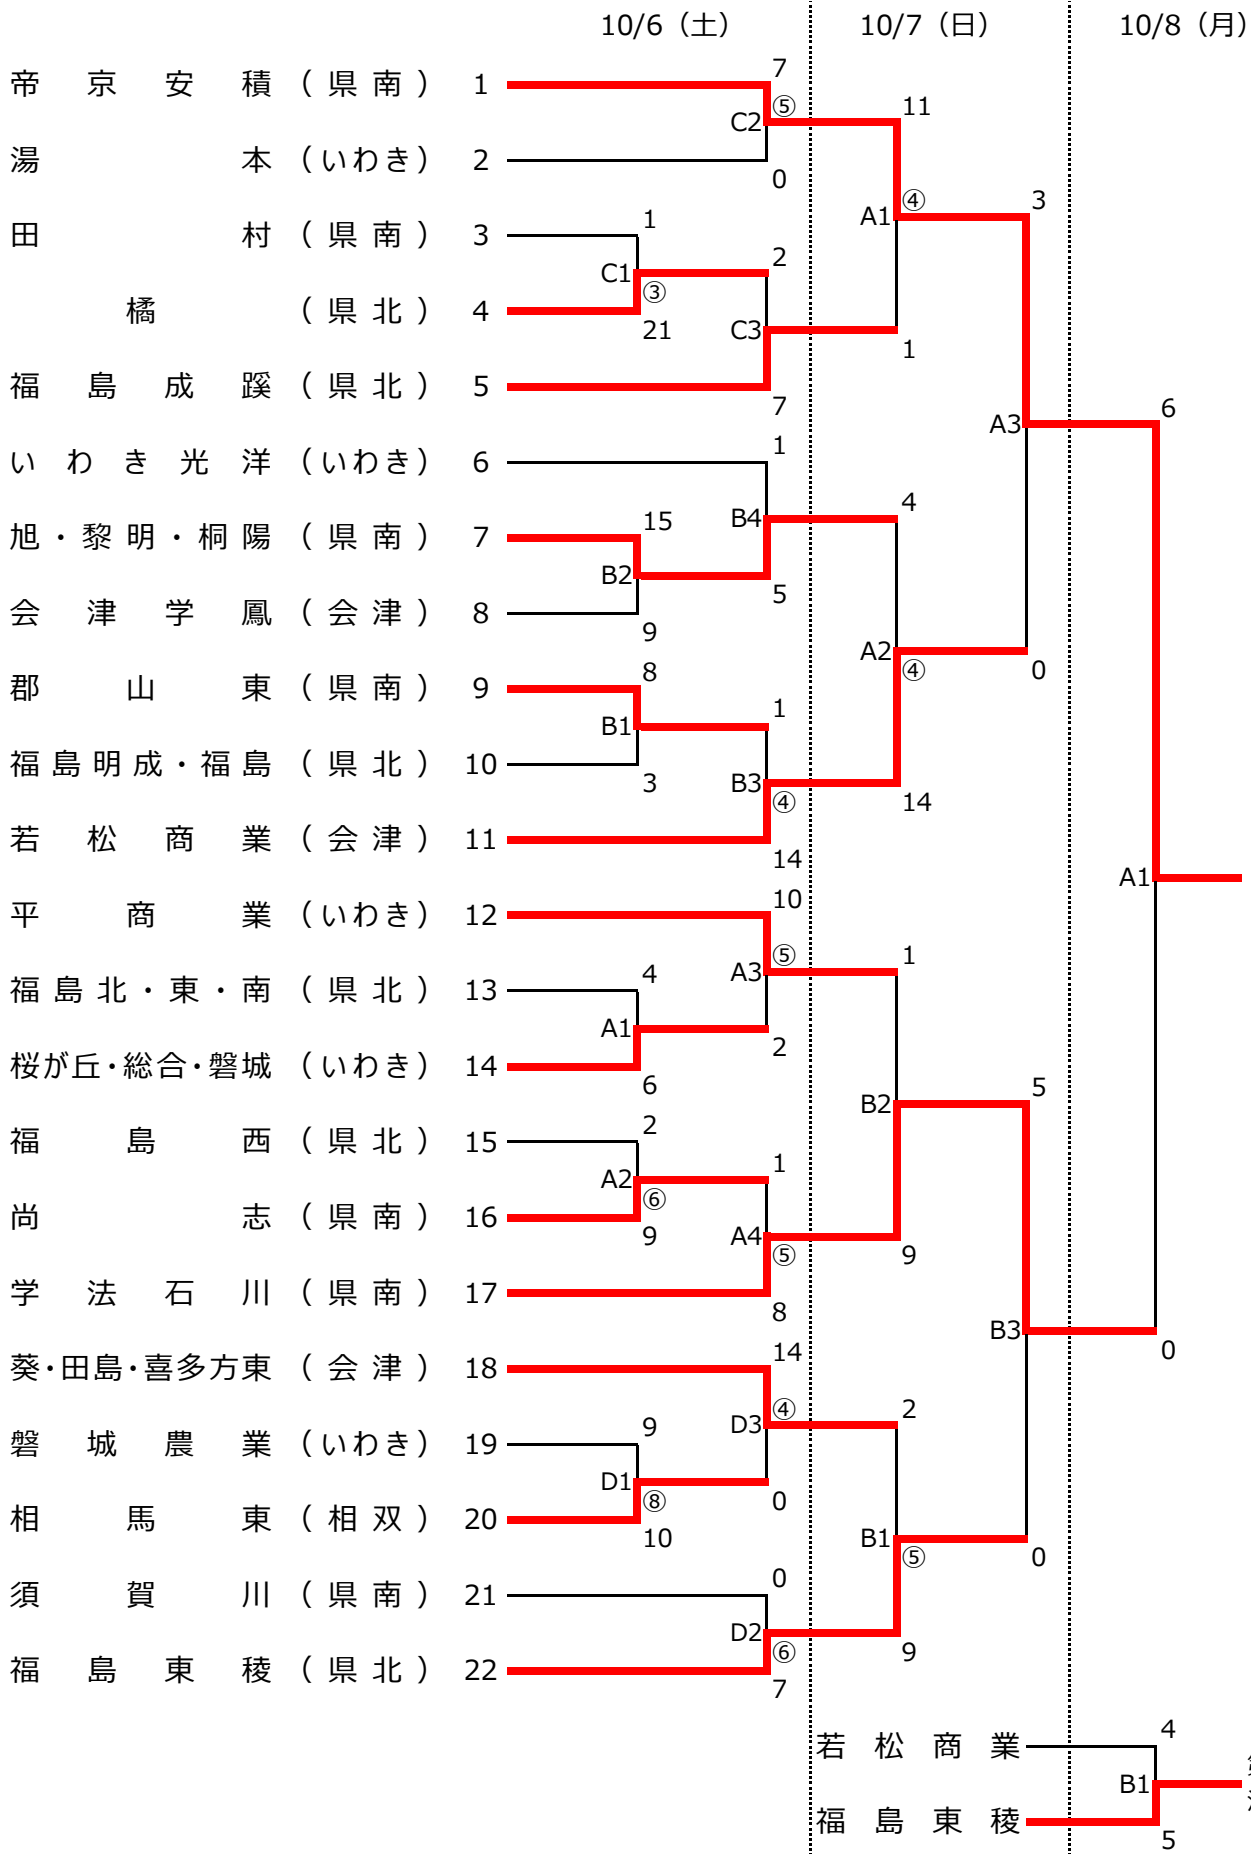 10/6（土） 10/7（日） 10/8（月）
7
帝京安積（県南） 1
⑤ 11
C2
湯本（いわき） 2
0
④ 3
A1
1
田村（県南） 3
2
C1
③
橘（県北） 4
21 C3
1
福島成蹊（県北） 5
7
6
A3
1
いわき光洋（いわき） 6
4
15 B4
旭・黎明・桐陽（県南） 7
B2
5
会津学鳳（会津） 8
9
A2
④ 0
8
郡山東（県南） 9
1
B1
福島明成・福島（県北） 10
3 B3
④ 14
若松商業（会津） 11
14
A1
10
平商業（いわき） 12
⑤ 1
4 A3
福島北・東・南（県北） 13
A1
2
桜が丘・総合・磐城（いわき） 14
6
5
B2
2
福島西（県北） 15
1
A2
⑥
尚志（県南） 16
9 A4
⑤ 9
学法石川（県南） 17
8
B3
0
14
葵・田島・喜多方東（会津） 18
④ 2
9 D3
磐城農業（いわき） 19
D1
⑧ 0
相馬東（相双） 20
10
B1
⑤ 0
0
須賀川（県南） 21
D2
⑥ 9
福島東稜（県北） 22
7
4
若松商業
B1
福島東稜
5